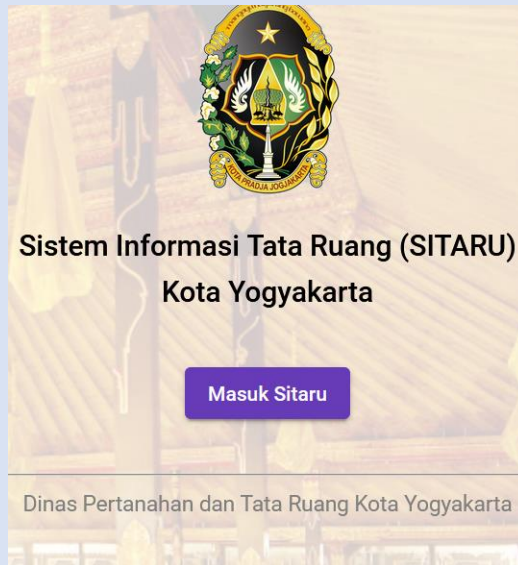 KOTA PRADJA JOGJAKARTA
Sistem Informasi Tata Ruang (SITARU)
Kota Yogyakarta
Masuk Sitaru
Dinas Pertanahan dan Tata Ruang Kota Yogyakarta